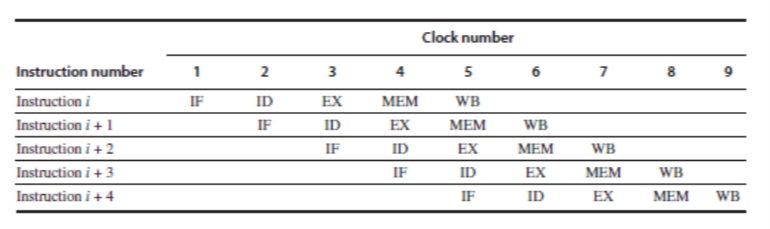 Clock number
Instruction number 1 2 3 4 5 6 7 8 9
Instruction i IF ID EX MEM WB
Instruction i + 1 IF ID EX MEM WB
Instruction i + 2 IF ID EX MEM WB
Instruction i + 3 IF ID EX MEM WB
Instruction i + 4 IF ID EX MEM WB